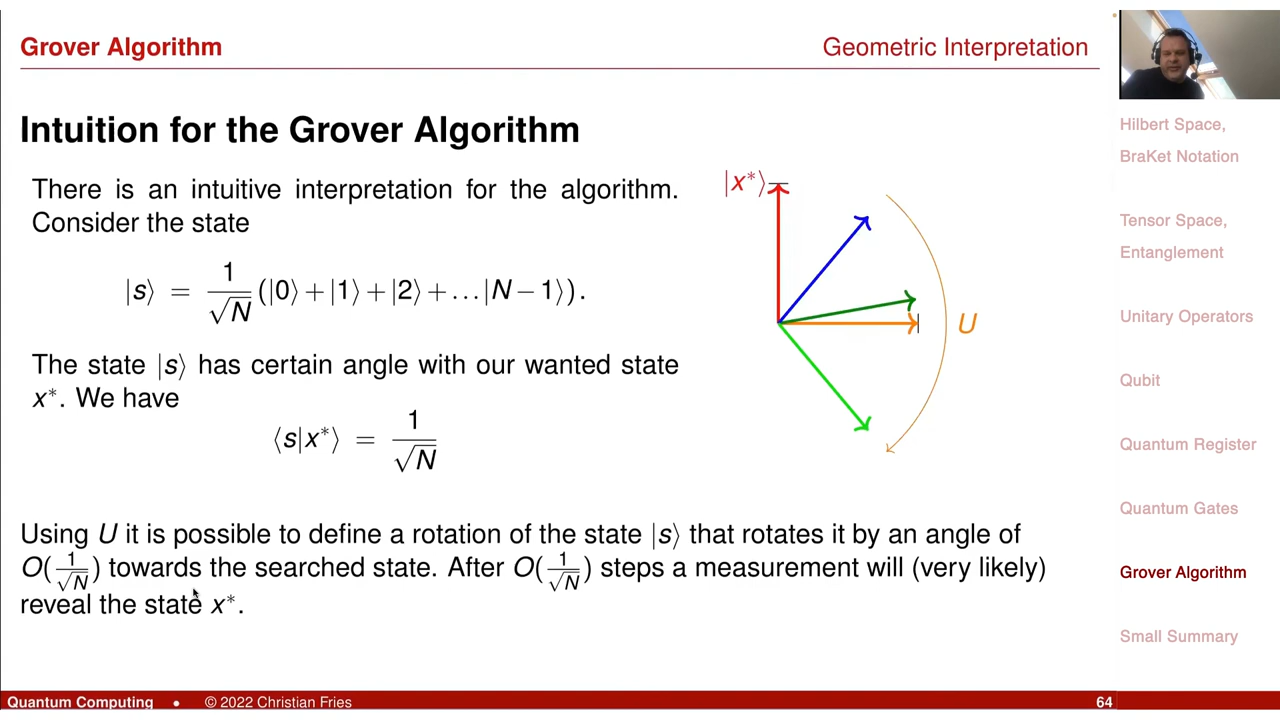 Grover Algorithm
Geometric Interpretation
Intuition for the Grover Algorithm
There is an intuitive interpretation for the algorithm.
Consider the state
|s⟩ = 1/√N (|0⟩+|1⟩+|2⟩+…|N−1⟩).
The state |s⟩ has certain angle with our wanted state
x*. We have
⟨s|x*⟩ = 1/√N
Using U it is possible to define a rotation of the state |s⟩ that rotates it by an angle of
O(1/√N) towards the searched state. After O(1/√N) steps a measurement will (very likely)
reveal the state x*.
|x*⟩
U
Hilbert Space,
BraKet Notation
Tensor Space,
Entanglement
Unitary Operators
Qubit
Quantum Register
Quantum Gates
Grover Algorithm
Small Summary
Quantum Computing • © 2022 Christian Fries
64